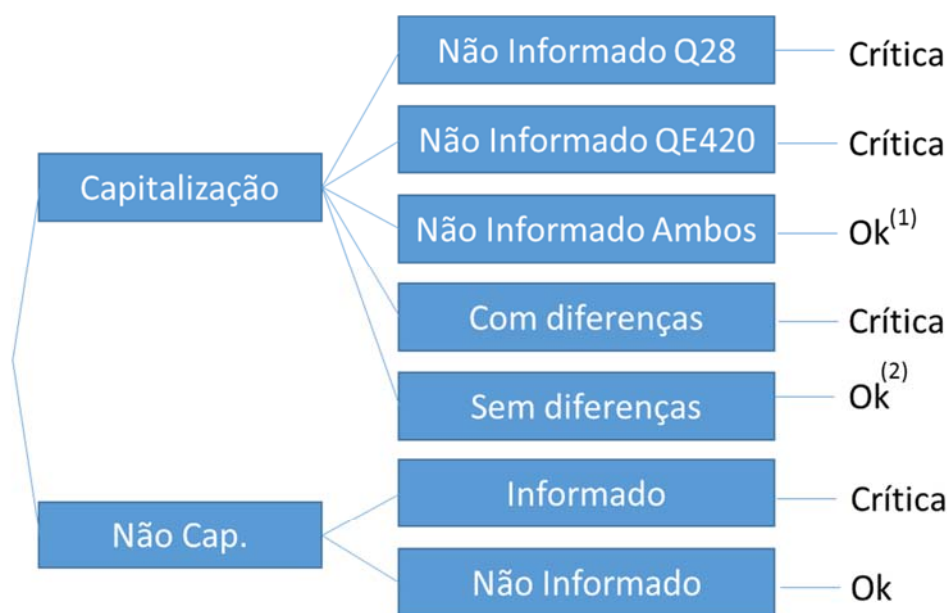 Não Informado Q28
Crítica
Não Informado QE420
Crítica
Capitalização
Não Informado Ambos
Ok(1)
Com diferenças
Crítica
Sem diferenças
Ok(2)
Informado
Crítica
Não Cap.
Não Informado
Ok